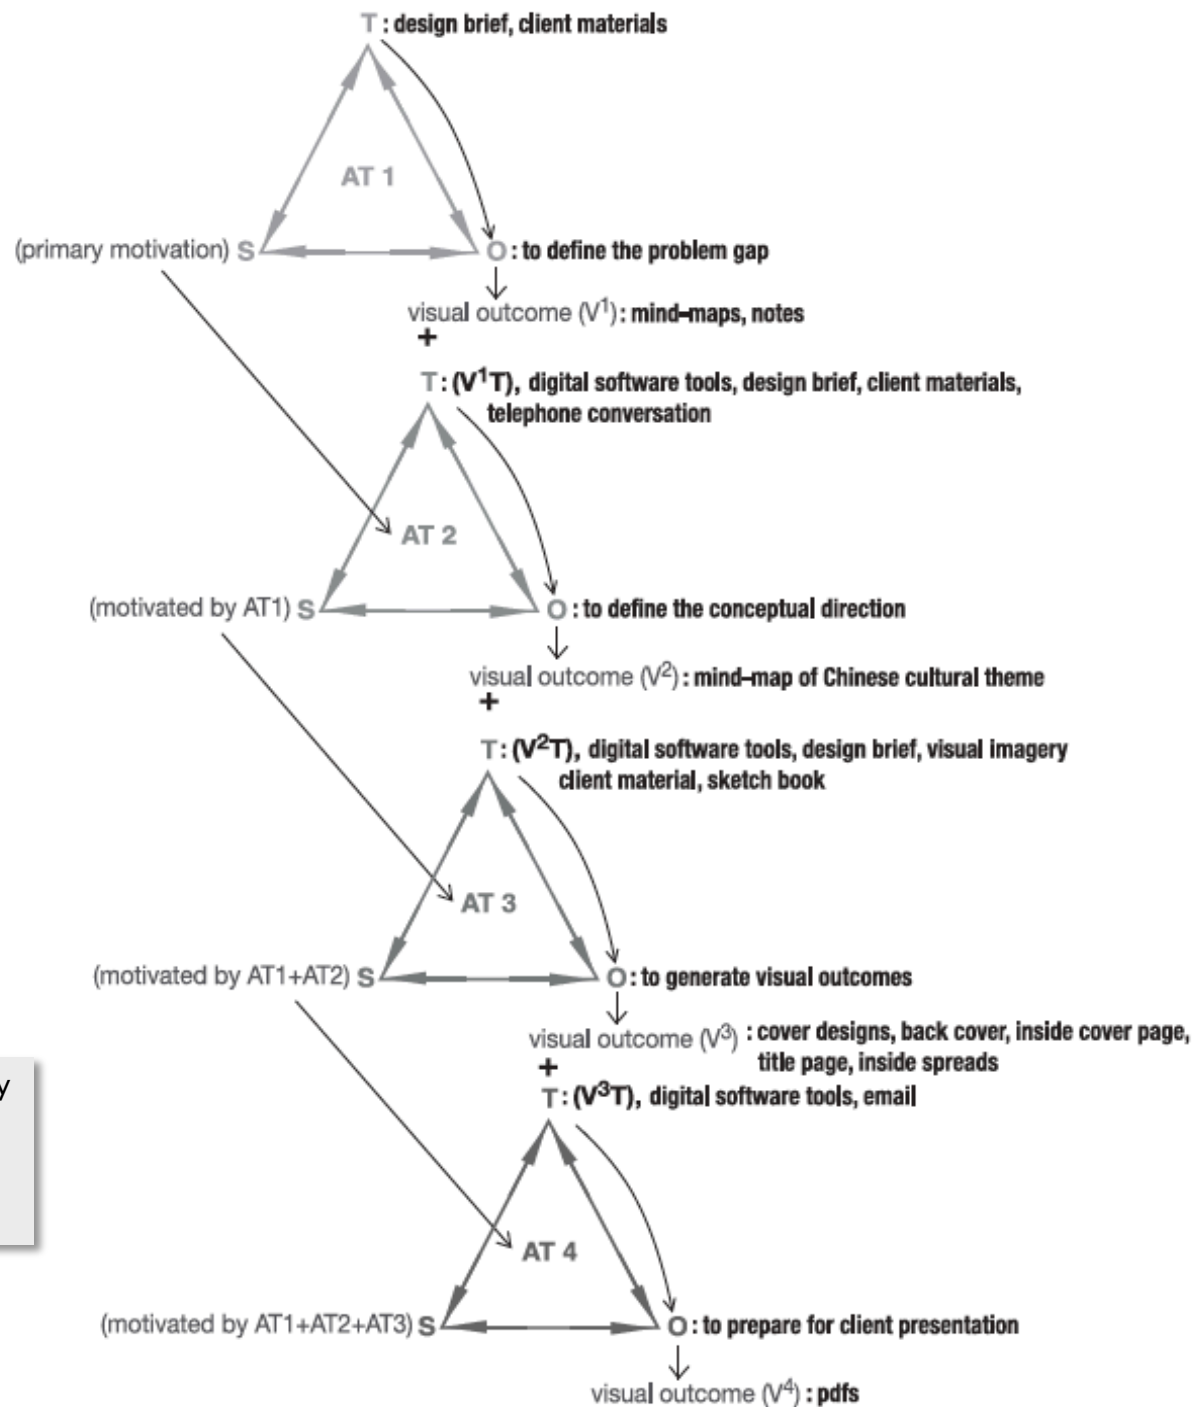 T : design brief, client materials
AT 1
(primary motivation) S
O : to define the problem gap
visual outcome (V¹) : mind-maps, notes
+
T : (V¹T), digital software tools, design brief, client materials,
telephone conversation
AT 2
(motivated by AT1) S
O : to define the conceptual direction
visual outcome (V²) : mind-map of Chinese cultural theme
+
T : (V²T), digital software tools, design brief, visual imagery
client material, sketch book
AT 3
(motivated by AT1+AT2) S
O : to generate visual outcomes
visual outcome (V³) : cover designs, back cover, inside cover page,
title page, inside spreads
+
T : (V³T), digital software tools, email
y
AT 4
(motivated by AT1+AT2+AT3) S
O : to prepare for client presentation
visual outcome (V⁴) : pdfs